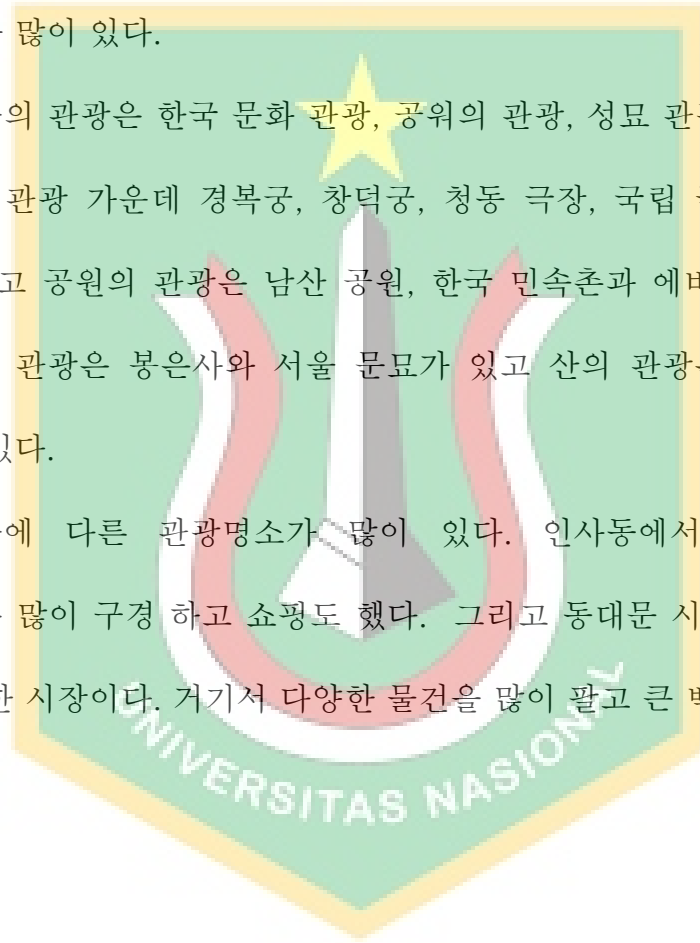 많이 있다.
의 관광은 한국 문화 관광, 공워의 관광, 성묘
관광 가운데 경복궁, 창덕궁, 청동 극장, 국립
고 공원의 관광은 남산 공원, 한국 민속촌과
관광은 봉은사와 서울 문묘가 있고 산의
있다.
에 다른 관광명소가 많이 있다. 인사동에서
많이 구경 하고 쇼핑도 했다. 그리고 동대문
시장이다. 거기서 다양한 물건을 많이 팔고 큰
UNIVERSITAS NASIONAL